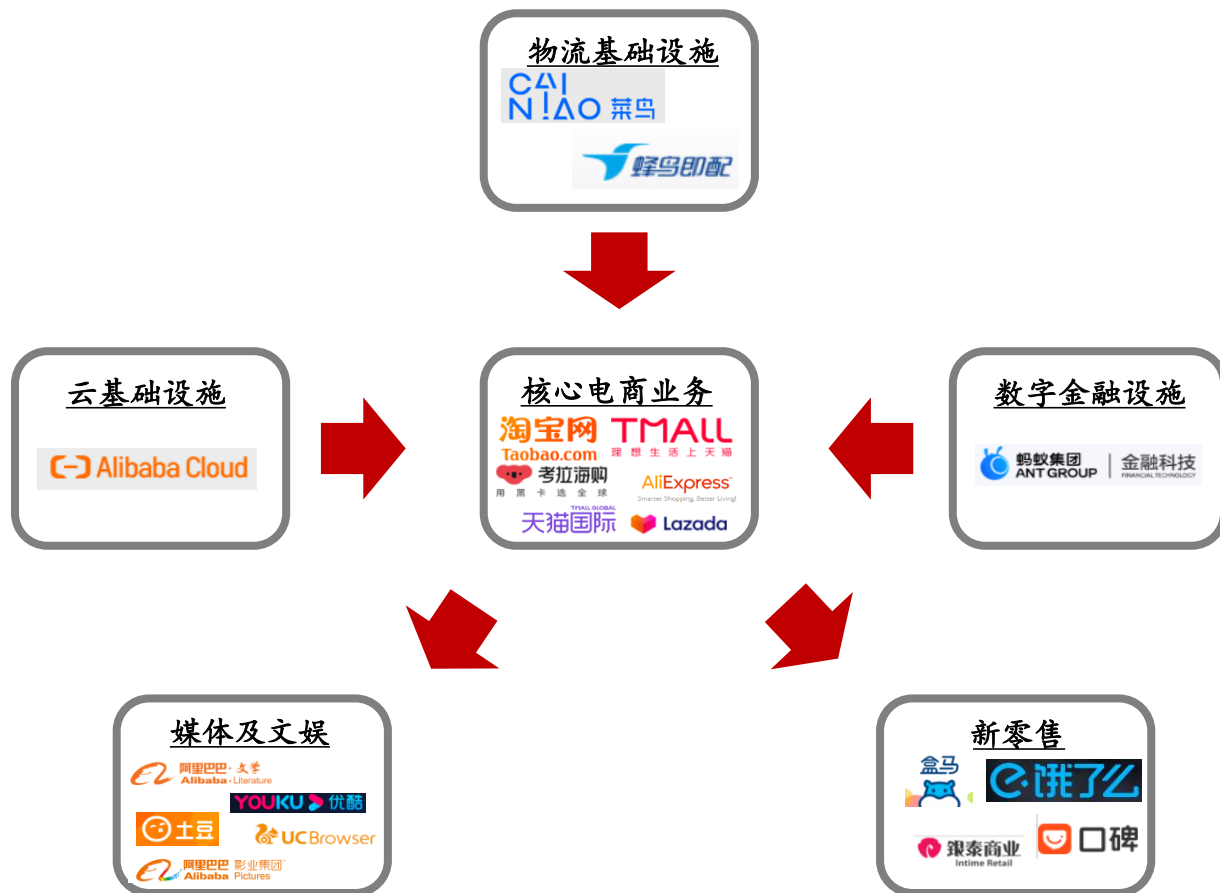 物流基础设施
CAI
NIAO 菜鸟
蜂鸟即配
云基础设施
Alibaba Cloud
核心电商业务
淘宝网
Taobao.com
TMALL
理想生活上天猫
考拉海购
用黑卡选全球
AliExpress
Smarter Shopping, Better Living!
TMALL GLOBAL
天猫国际
Lazada
数字金融设施
蚂蚁集团
ANT GROUP
金融科技
FINANCIAL TECHNOLOGY
媒体及文娱
阿里巴巴·文学
Alibaba·Literature
YOUKU 优酷
土豆
UC Browser
阿里巴巴 影业集团
Alibaba Pictures
新零售
盒马
饿了么
银泰商业
Intime Retail
口碑